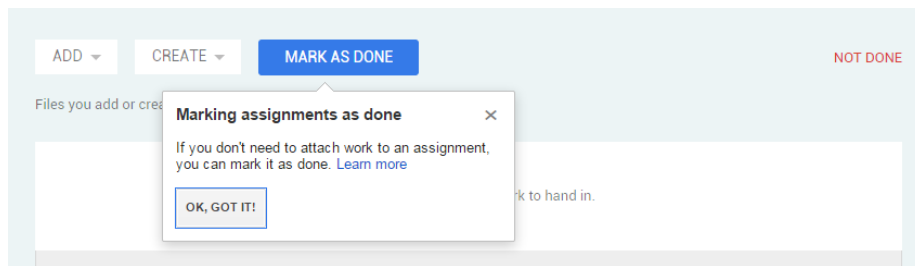 ADD CREATE MARK AS DONE NOT DONE
Files you add or crea
Marking assignments as done ×
If you don't need to attach work to an assignment,
you can mark it as done. Learn more
OK, GOT IT!
to hand in.